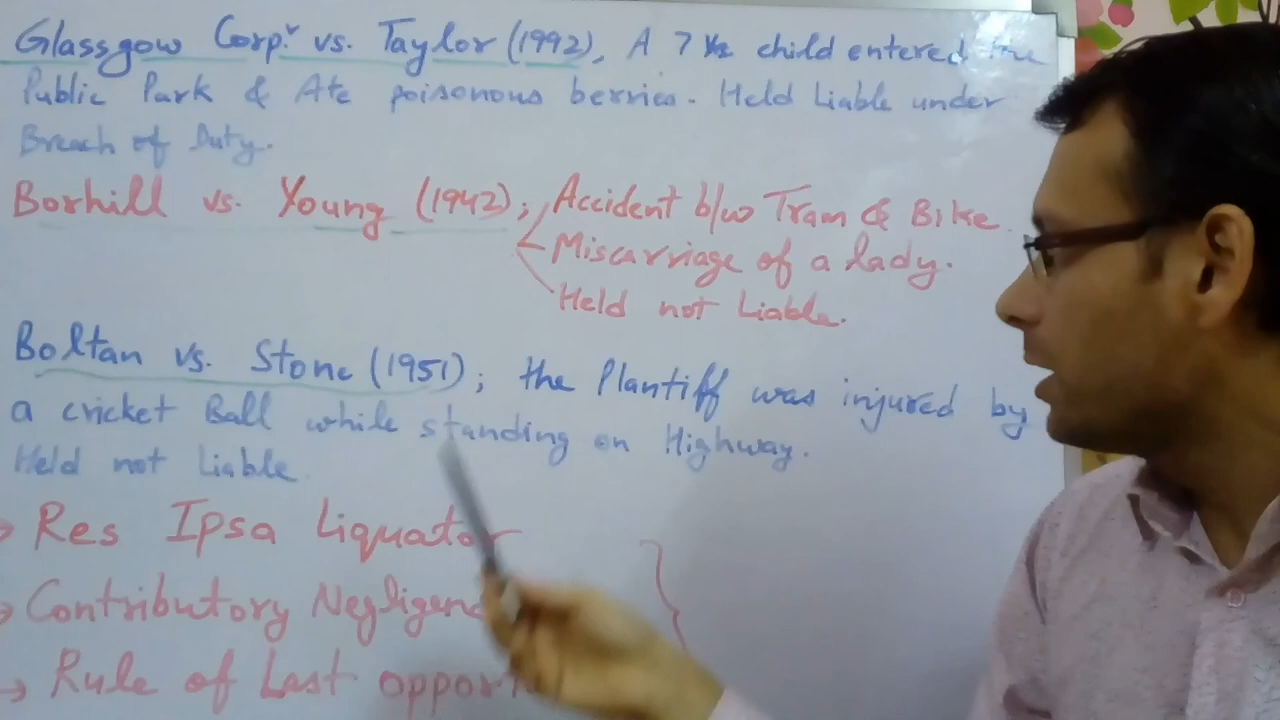 Glassgow Corp.r vs. Taylor (1992), A 7 Yr child entered the
Public Park & Ate poisonous berries. Held Liable under
Breach of Duty.
Borhill vs. Young (1942); Accident b/w Tram & Bike.
Miscarriage of a lady.
Held not Liable.
Boltan vs. Stone (1951); the Plantiff was injured by
a cricket Ball while standing on Highway.
Held not Liable.
→ Res Ipsa Liquator
→ Contributory Negligenc
→ Rule of Last opport